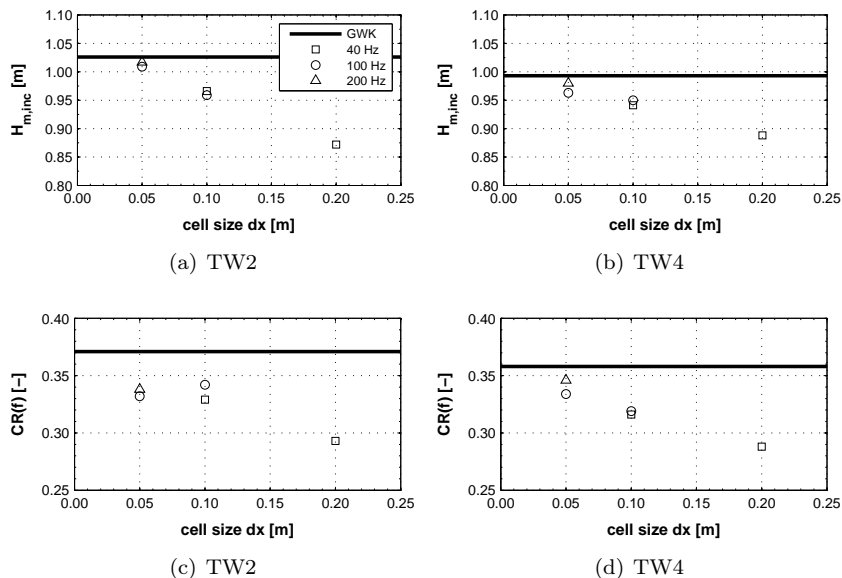 1.10
1.05
1.00
0.95
0.90
0.85
0.80
H_m,inc [m]
0.00 0.05 0.10 0.15 0.20 0.25
cell size dx [m]
GWK
40 Hz
100 Hz
200 Hz
(a) TW2
1.10
1.05
1.00
0.95
0.90
0.85
0.80
H_m,inc [m]
0.00 0.05 0.10 0.15 0.20 0.25
cell size dx [m]
(b) TW4
0.40
0.35
0.30
0.25
CR(f) [−]
0.00 0.05 0.10 0.15 0.20 0.25
cell size dx [m]
(c) TW2
0.40
0.35
0.30
0.25
CR(f) [−]
0.00 0.05 0.10 0.15 0.20 0.25
cell size dx [m]
(d) TW4